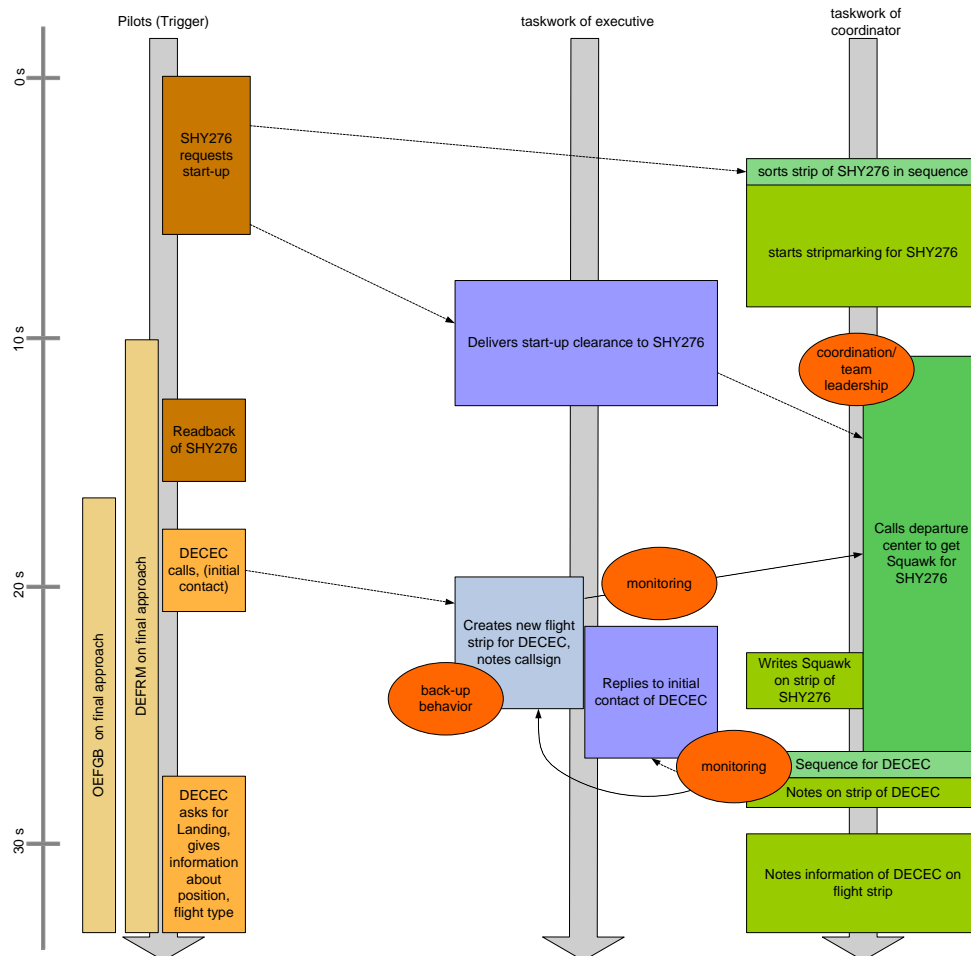 Pilots (Trigger)
taskwork of executive
taskwork of
coordinator
0 s
SHY276
requests
start-up
sorts strip of SHY276 in sequence
starts stripmarking for SHY276
10 s
Delivers start-up clearance to SHY276
coordination/
team
leadership
Readback
of SHY276
DECEC
calls, (initial
contact)
Calls departure
center to get
Squawk for
SHY276
20 s
monitoring
Creates new flight
strip for DECEC,
notes callsign
Replies to initial
contact of DECEC
Writes Squawk
on strip of
SHY276
back-up
behavior
OEFGB on final approach
DEFRM on final approach
monitoring
Sequence for DECEC
Notes on strip of DECEC
DECEC
asks for
Landing,
gives
information
about
position,
flight type
30 s
Notes information of DECEC on
flight strip